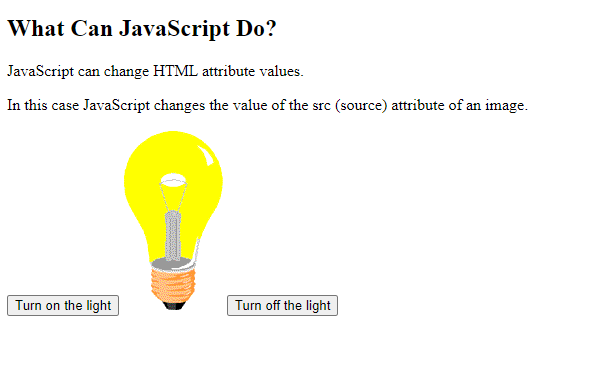 What Can JavaScript Do?
JavaScript can change HTML attribute values.
In this case JavaScript changes the value of the src (source) attribute of an image.
Turn on the light
Turn off the light